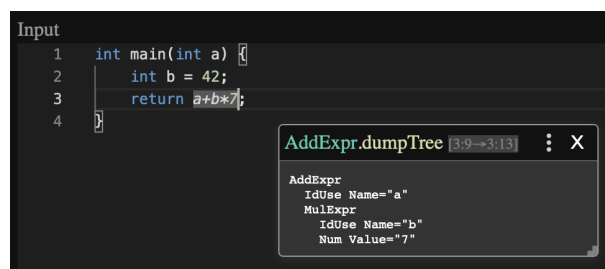 Input
1 int main(int a) {
2 int b = 42;
3 return a+b*7;
4 }
AddExpr.dumpTree [3:9→3:13] ⋮ X
AddExpr
IdUse Name="a"
MulExpr
IdUse Name="b"
Num Value="7"